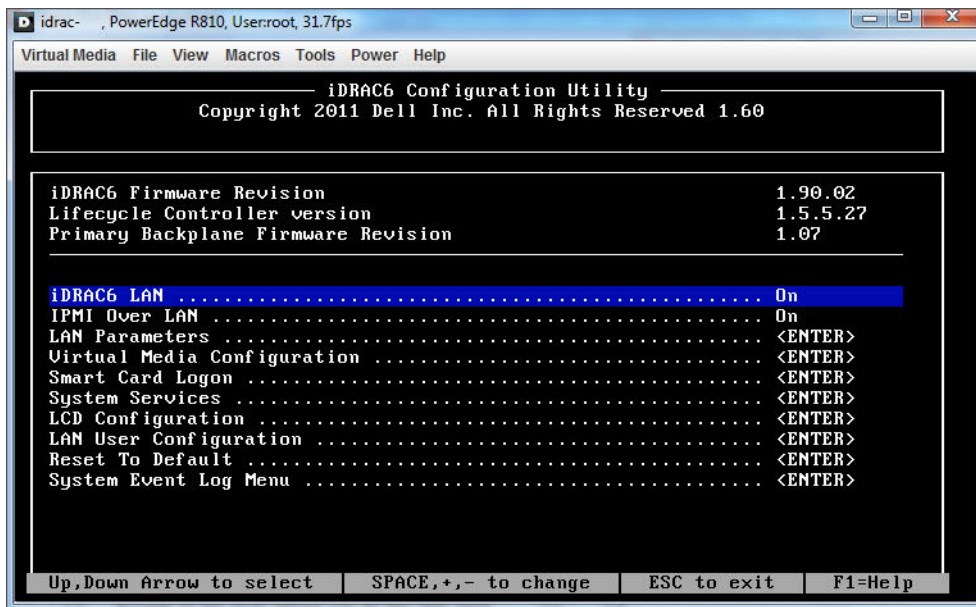 idrac- , PowerEdge R810, User:root, 31.7fps
Virtual Media File View Macros Tools Power Help
iDRAC6 Configuration Utility
Copyright 2011 Dell Inc. All Rights Reserved 1.60
iDRAC6 Firmware Revision 1.90.02
Lifecycle Controller version 1.5.5.27
Primary Backplane Firmware Revision 1.07
iDRAC6 LAN ...................................................... On
IPMI Over LAN ................................................... On
LAN Parameters .................................................. <ENTER>
Virtual Media Configuration .................................... <ENTER>
Smart Card Logon ................................................ <ENTER>
System Services ................................................. <ENTER>
LCD Configuration ............................................... <ENTER>
LAN User Configuration ......................................... <ENTER>
Reset To Default ................................................ <ENTER>
System Event Log Menu .......................................... <ENTER>
Up,Down Arrow to select SPACE,+,- to change ESC to exit F1=Help